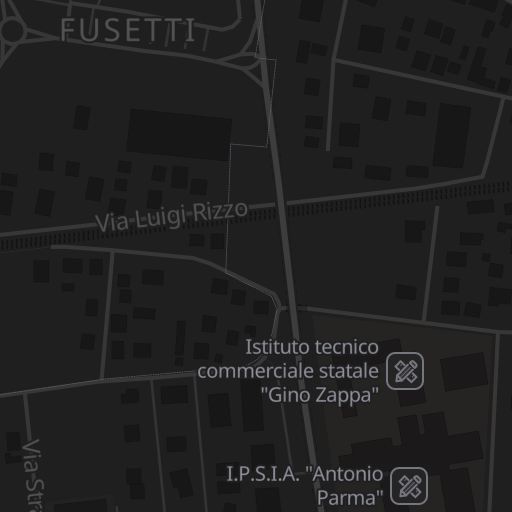 FUSETTI
Via Luigi Rizzo
Istituto tecnico
commerciale statale
"Gino Zappa"
Via Stra
I.P.S.I.A. "Antonio
Parma"